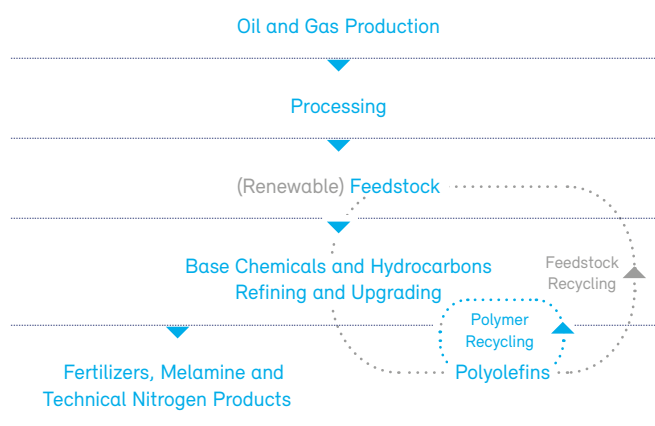 Oil and Gas Production
Processing
(Renewable) Feedstock
Base Chemicals and Hydrocarbons
Refining and Upgrading
Feedstock
Recycling
Polymer
Recycling
Fertilizers, Melamine and
Technical Nitrogen Products
Polyolefins